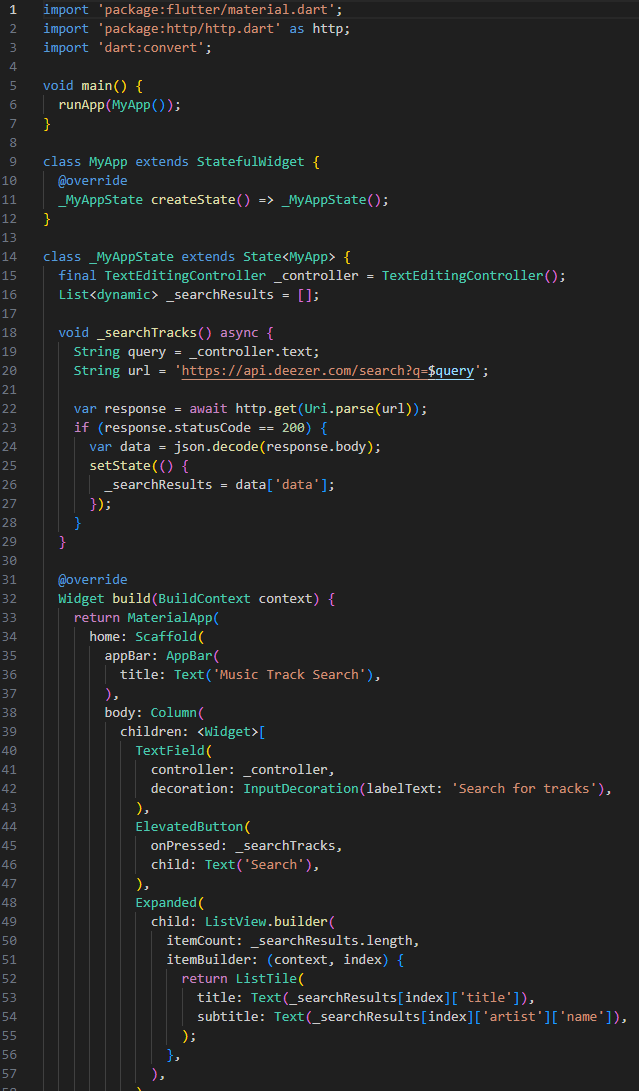 1 import 'package:flutter/material.dart';
2 import 'package:http/http.dart' as http;
3 import 'dart:convert';
4
5 void main() {
6   runApp(MyApp());
7 }
8
9 class MyApp extends StatefulWidget {
10   @override
11   _MyAppState createState() => _MyAppState();
12 }
13
14 class _MyAppState extends State<MyApp> {
15   final TextEditingController _controller = TextEditingController();
16   List<dynamic> _searchResults = [];
17
18   void _searchTracks() async {
19     String query = _controller.text;
20     String url = 'https://api.deezer.com/search?q=$query';
21
22     var response = await http.get(Uri.parse(url));
23     if (response.statusCode == 200) {
24       var data = json.decode(response.body);
25       setState(() {
26         _searchResults = data['data'];
27       });
28     }
29   }
30
31   @override
32   Widget build(BuildContext context) {
33     return MaterialApp(
34       home: Scaffold(
35         appBar: AppBar(
36           title: Text('Music Track Search'),
37         ),
38         body: Column(
39           children: <Widget>[
40             TextField(
41               controller: _controller,
42               decoration: InputDecoration(labelText: 'Search for tracks'),
43             ),
44             ElevatedButton(
45               onPressed: _searchTracks,
46               child: Text('Search'),
47             ),
48             Expanded(
49               child: ListView.builder(
50                 itemCount: _searchResults.length,
51                 itemBuilder: (context, index) {
52                   return ListTile(
53                     title: Text(_searchResults[index]['title']),
54                     subtitle: Text(_searchResults[index]['artist']['name']),
55                   );
56                 },
57               ),